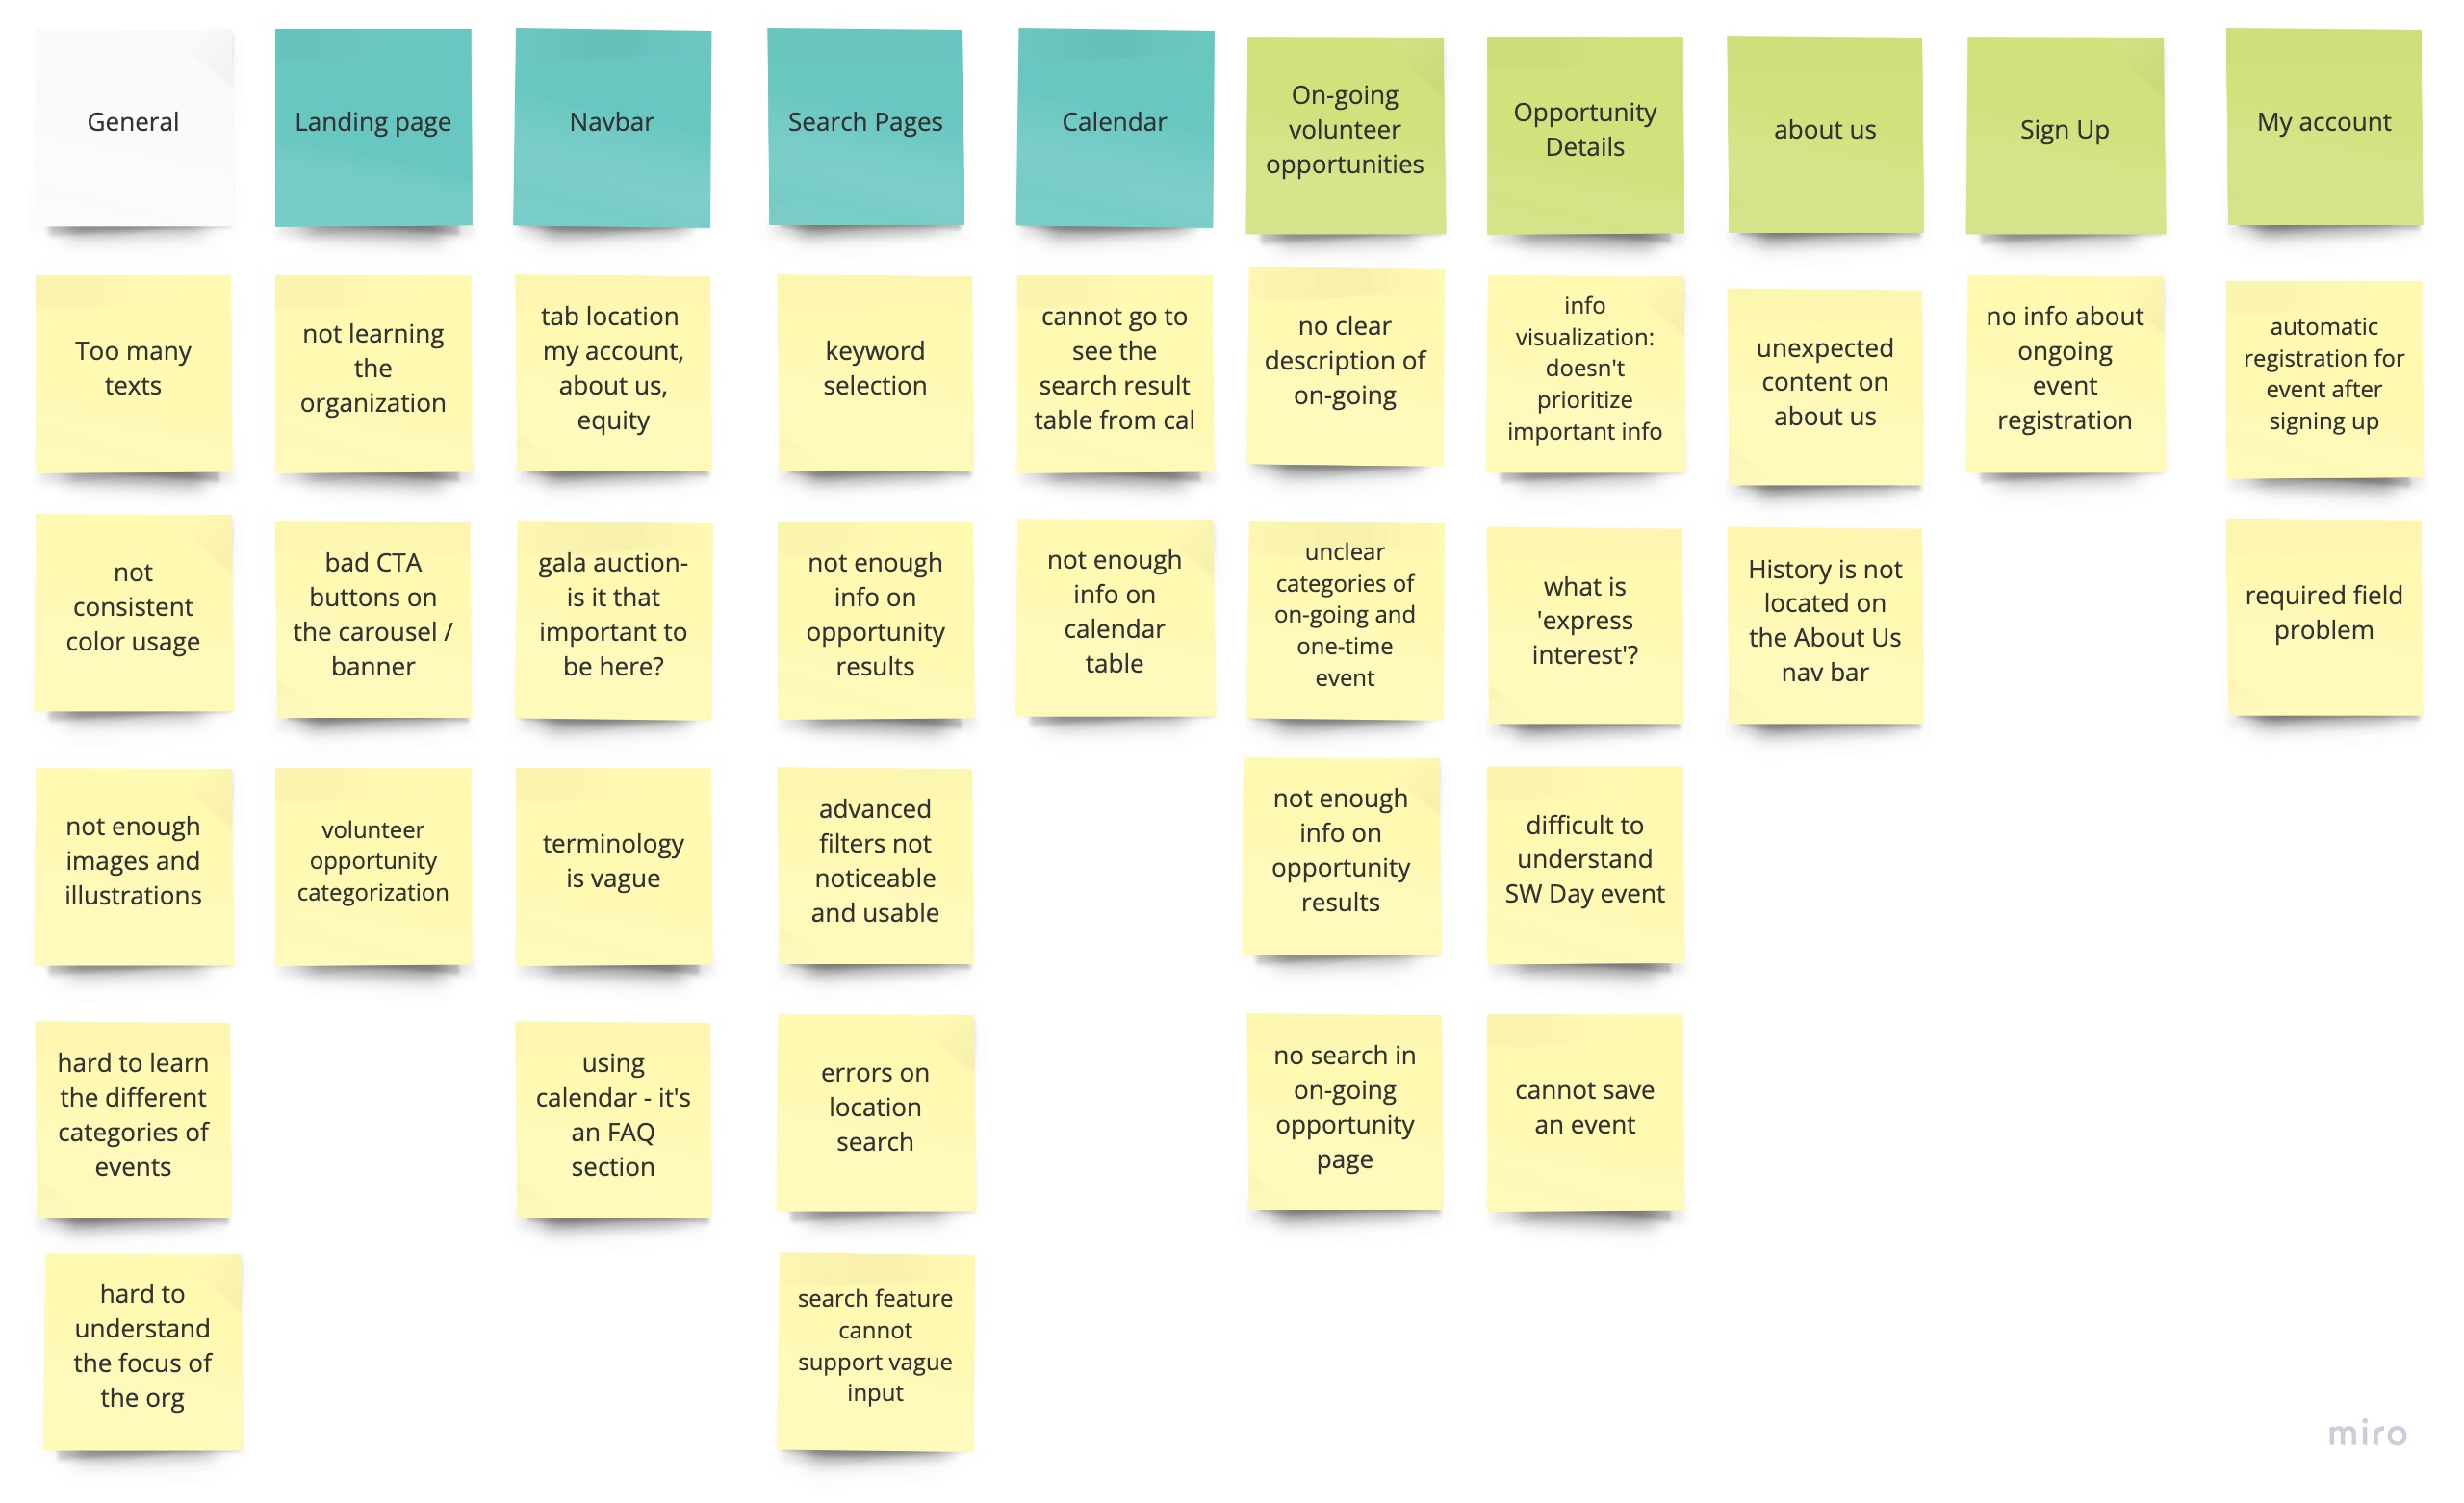 General
Landing page
Navbar
Search Pages
Calendar
On-going
volunteer
opportunities
Opportunity
Details
about us
Sign Up
My account
Too many
texts
not learning
the
organization
tab location
my account,
about us,
equity
keyword
selection
cannot go to
see the
search result
table from cal
no clear
description of
on-going
info
visualization:
doesn't
prioritize
important info
unexpected
content on
about us
no info about
ongoing
event
registration
automatic
registration for
event after
signing up
not
consistent
color usage
bad CTA
buttons on
the carousel /
banner
gala auction-
is it that
important to
be here?
not enough
info on
opportunity
results
not enough
info on
calendar
table
unclear
categories of
on-going and
one-time
event
what is
'express
interest'?
History is not
located on
the About Us
nav bar
required field
problem
not enough
images and
illustrations
volunteer
opportunity
categorization
terminology
is vague
advanced
filters not
noticeable
and usable
not enough
info on
opportunity
results
difficult to
understand
SW Day event
hard to learn
the different
categories of
events
using
calendar - it's
an FAQ
section
errors on
location
search
no search in
on-going
opportunity
page
cannot save
an event
hard to
understand
the focus of
the org
search feature
cannot
support vague
input
miro